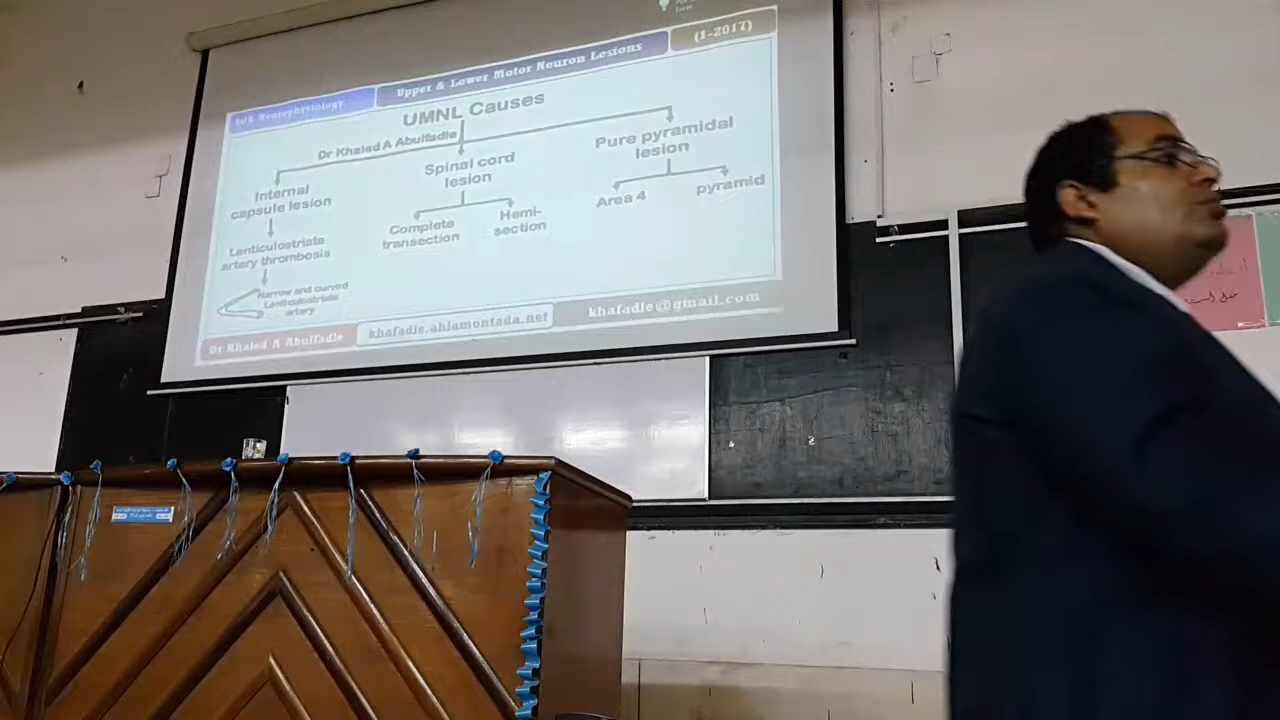 Upper & Lower Motor Neuron Lesions
(1-2017)
UMNL Causes
Dr Khaled A Abulfadle
Internal
capsule lesion
Lenticulostriate
artery thrombosis
Narrow and curved
Lenticulostriate
artery
Spinal cord
lesion
Complete
transection
Hemi-
section
Pure pyramidal
lesion
Area 4
pyramid
Dr.Khaled A Abulfadle
khafadle.ahlamontada.net
khafadle@gmail.com